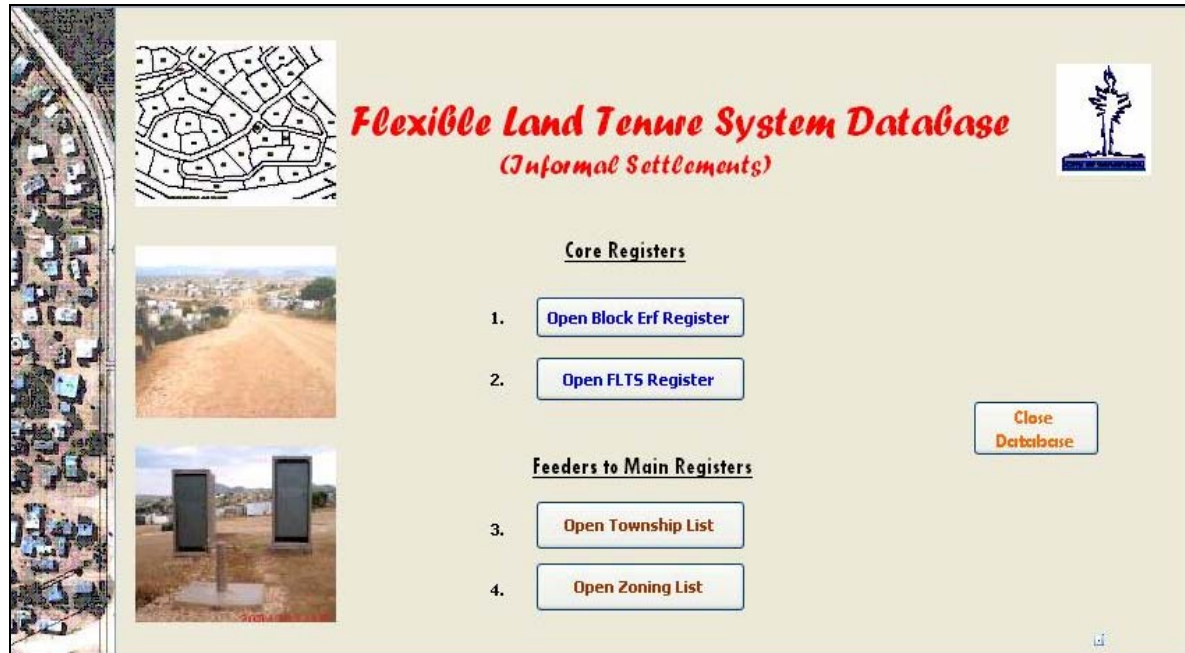 Flexible Land Tenure System Database
(Informal Settlements)
Core Registers
1. Open Block Erf Register
2. Open FLTS Register
Close
Database
Feeders to Main Registers
3. Open Township List
4. Open Zoning List